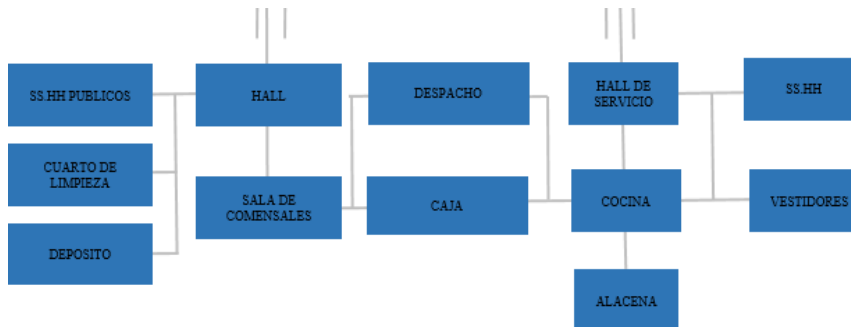 SS.HH PUBLICOS
HALL
DESPACHO
HALL DE
SERVICIO
SS.HH
CUARTO DE
LIMPIEZA
SALA DE
COMENSALES
CAJA
COCINA
VESTIDORES
DEPOSITO
ALACENA